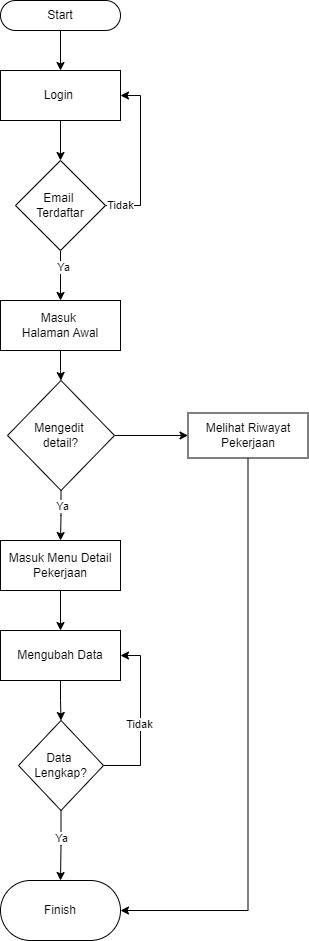 Start
Login
Email
Terdaftar
Tidak
Ya
Masuk
Halaman Awal
Mengedit
detail?
Melihat Riwayat
Pekerjaan
Ya
Masuk Menu Detail
Pekerjaan
Mengubah Data
Tidak
Data
Lengkap?
Ya
Finish